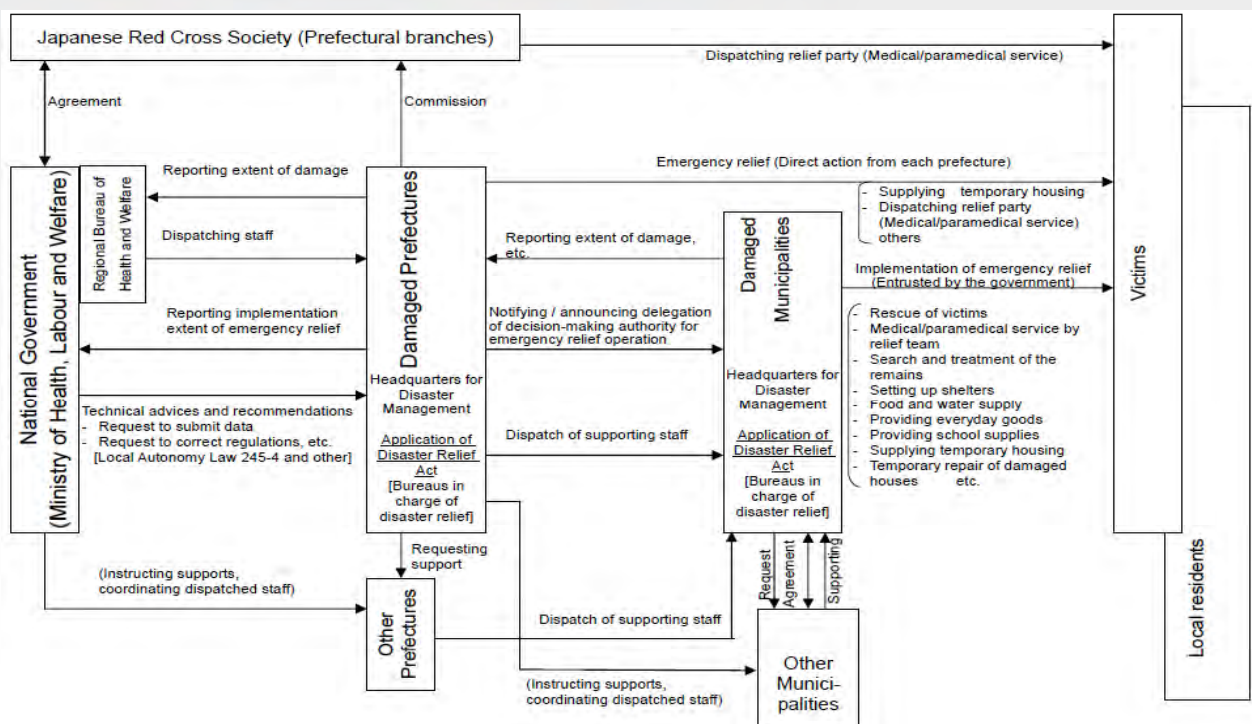 Japanese Red Cross Society (Prefectural branches)
Dispatching relief party (Medical/paramedical service)
Agreement
Commission
National Government
(Ministry of Health, Labour and Welfare)
Regional Bureau of
Health and Welfare
Reporting extent of damage
Dispatching staff
Reporting implementation
extent of emergency relief
Technical advices and recommendations
- Request to submit data
- Request to correct regulations, etc.
[Local Autonomy Law 245-4 and other]
(Instructing supports,
coordinating dispatched staff)
Damaged Prefectures
Headquarters for
Disaster
Management
Application of
Disaster Relief
Act
[Bureaus in
charge of
disaster relief]
Requesting
support
Other
Prefectures
Emergency relief (Direct action from each prefecture)
- Supplying temporary housing
- Dispatching relief party
(Medical/paramedical service)
others
Reporting extent of damage,
etc.
Notifying / announcing delegation
of decision-making authority for
emergency relief operation
Dispatch of supporting staff
Dispatch of supporting staff
(Instructing supports,
coordinating dispatched staff)
Damaged
Municipalities
Headquarters for
Disaster
Management
Application of
Disaster Relief
Act
[Bureaus in
charge of
disaster relief]
Request
Agreement
Supporting
Other
Munici-
palities
Implementation of emergency relief
(Entrusted by the government)
- Rescue of victims
- Medical/paramedical service by
relief team
- Search and treatment of the
remains
- Setting up shelters
- Food and water supply
- Providing everyday goods
- Providing school supplies
- Supplying temporary housing
- Temporary repair of damaged
houses etc.
Victims
Local residents